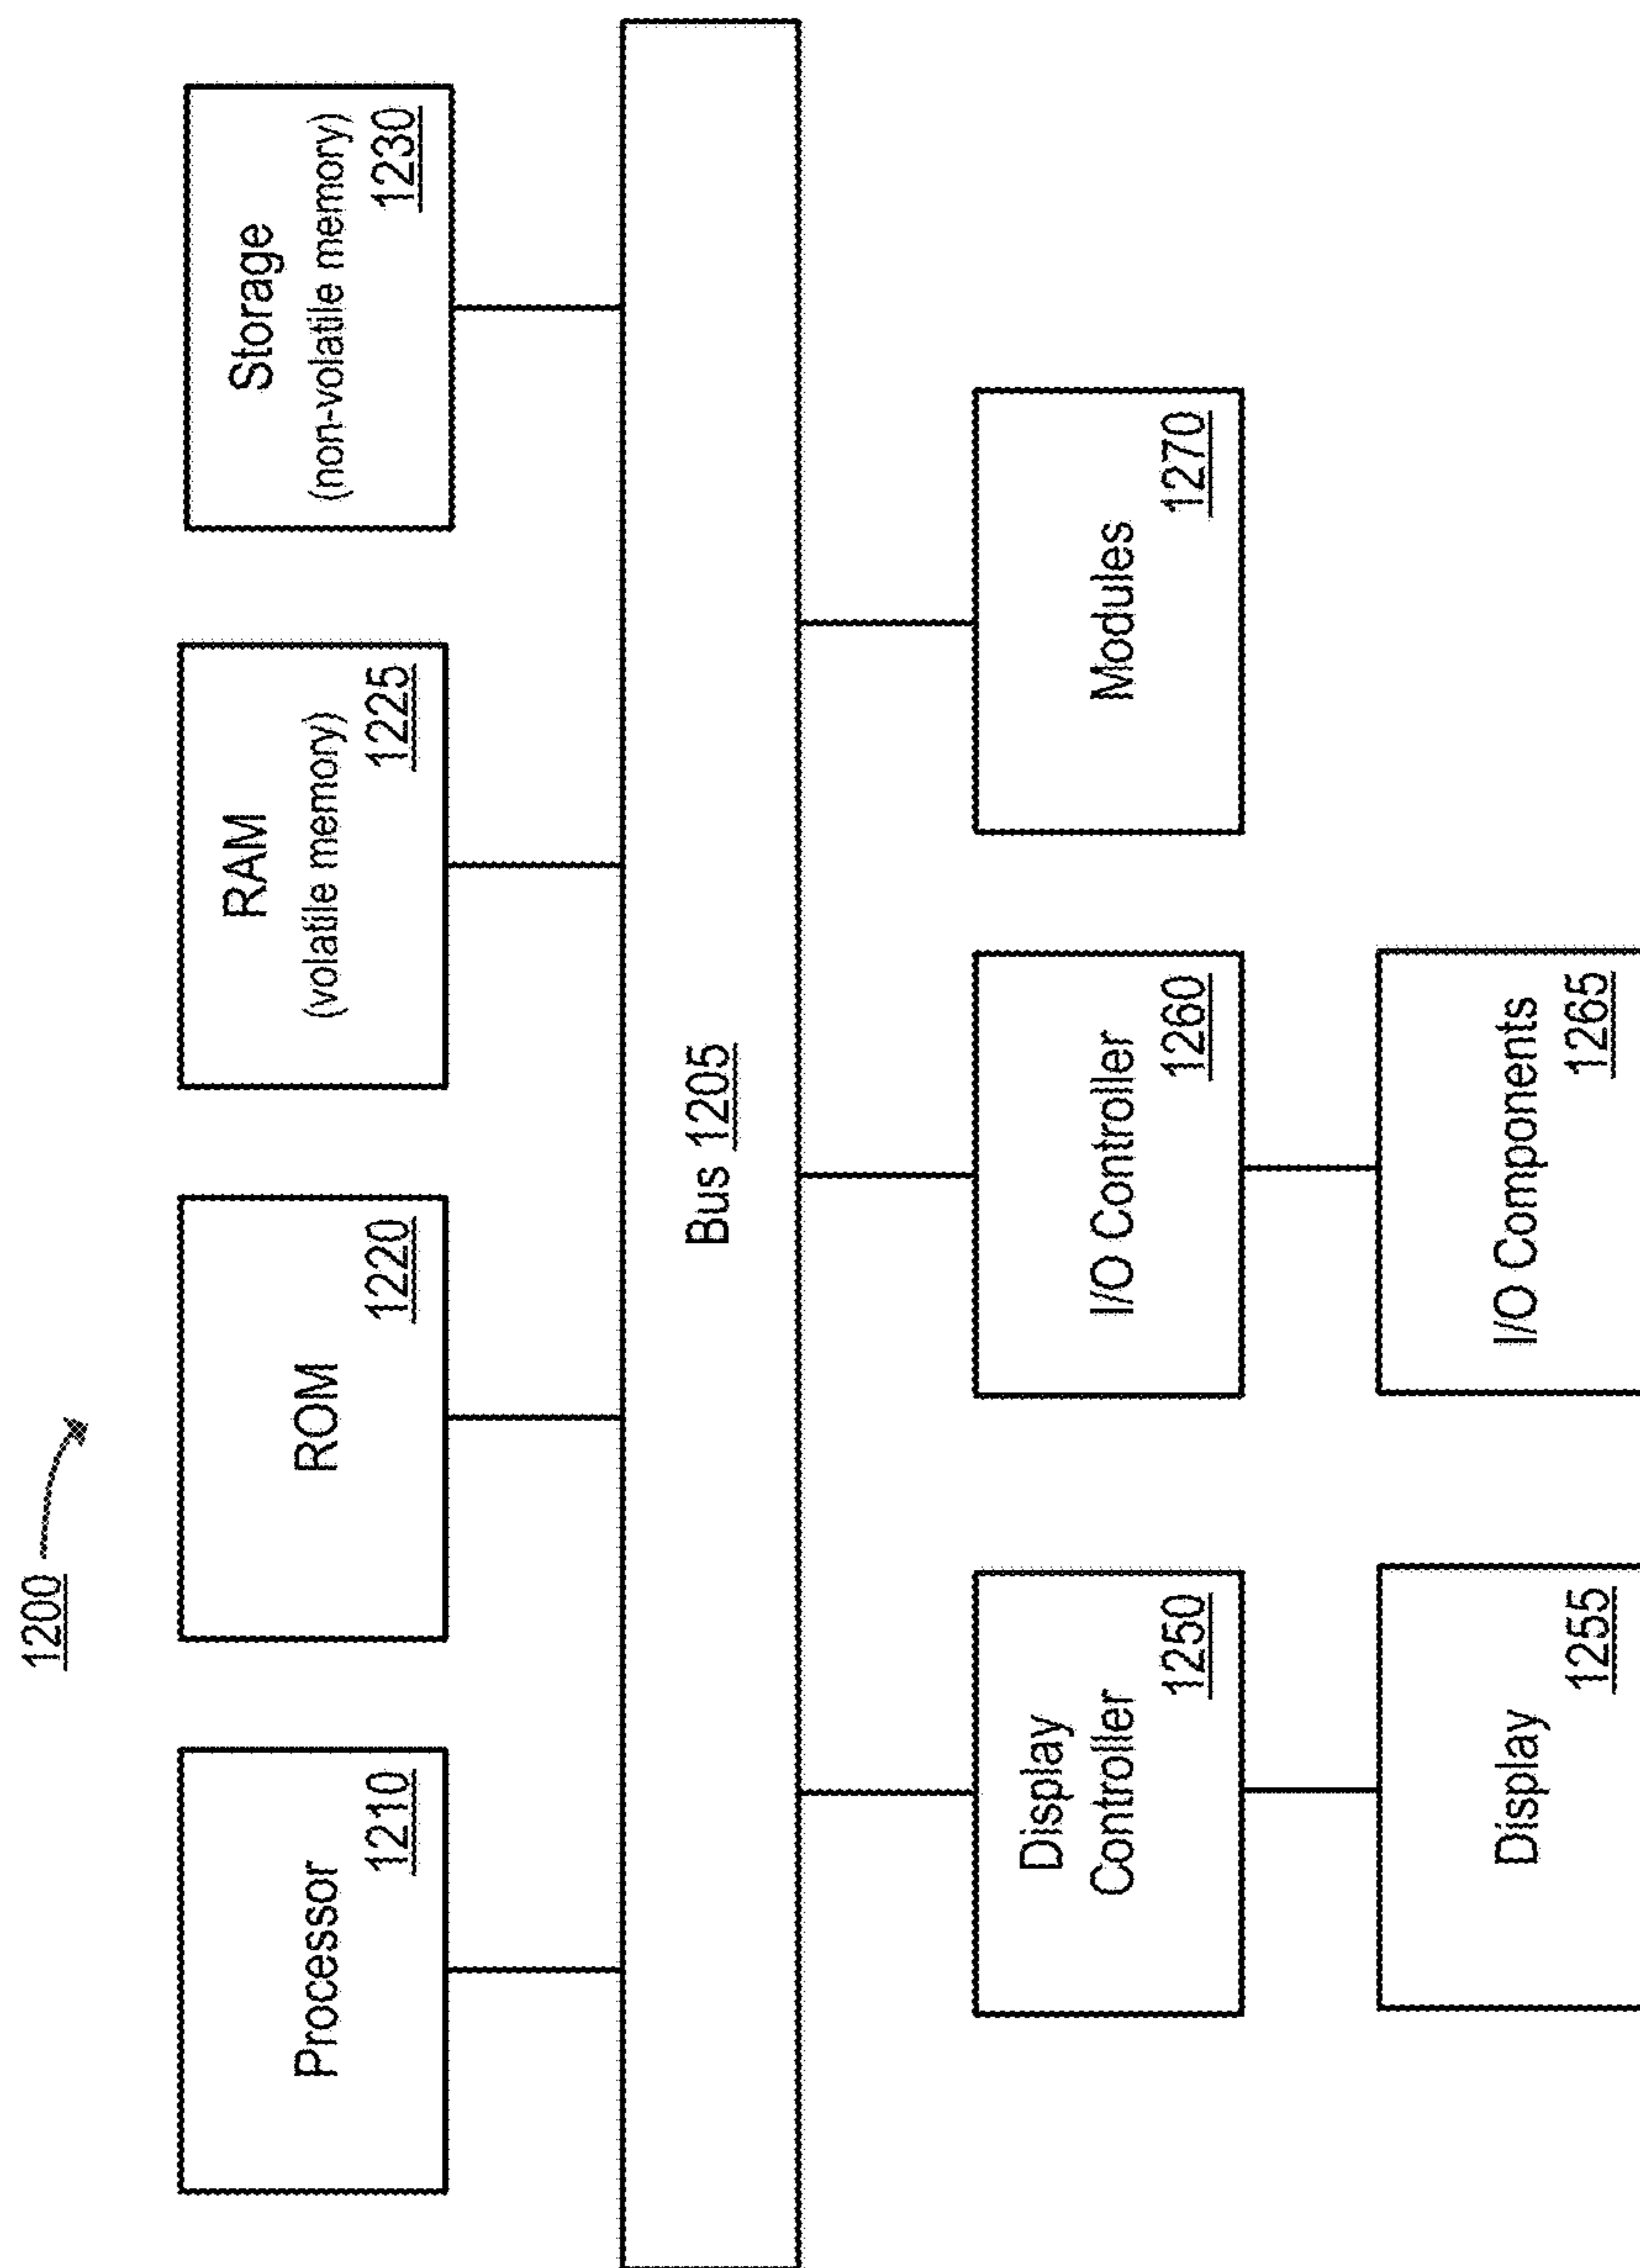 1200
Processor
1210
ROM
1220
RAM
(volatile memory)
1225
Storage
(non-volatile memory)
1230
Bus 1205
Display
Controller
1250
I/O Controller
1260
Modules
1270
Display
1255
I/O Components
1265